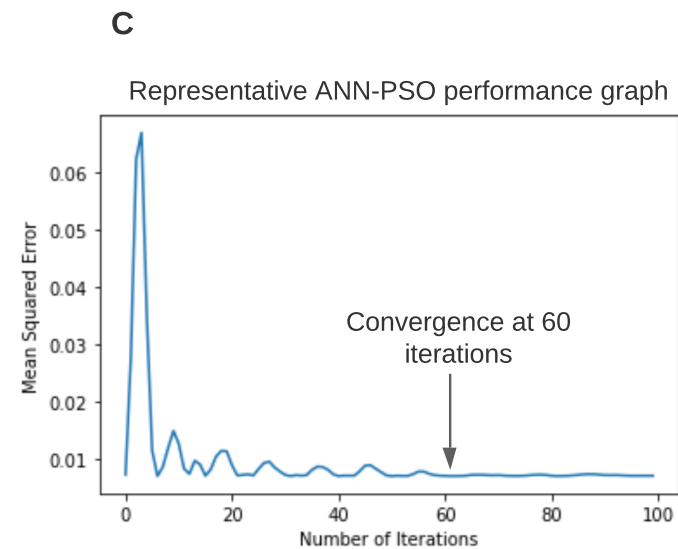 C
Representative ANN-PSO performance graph
0.06
0.05
0.04
0.03
0.02
0.01
Mean Squared Error
Convergence at 60
iterations
0 20 40 60 80 100
Number of Iterations